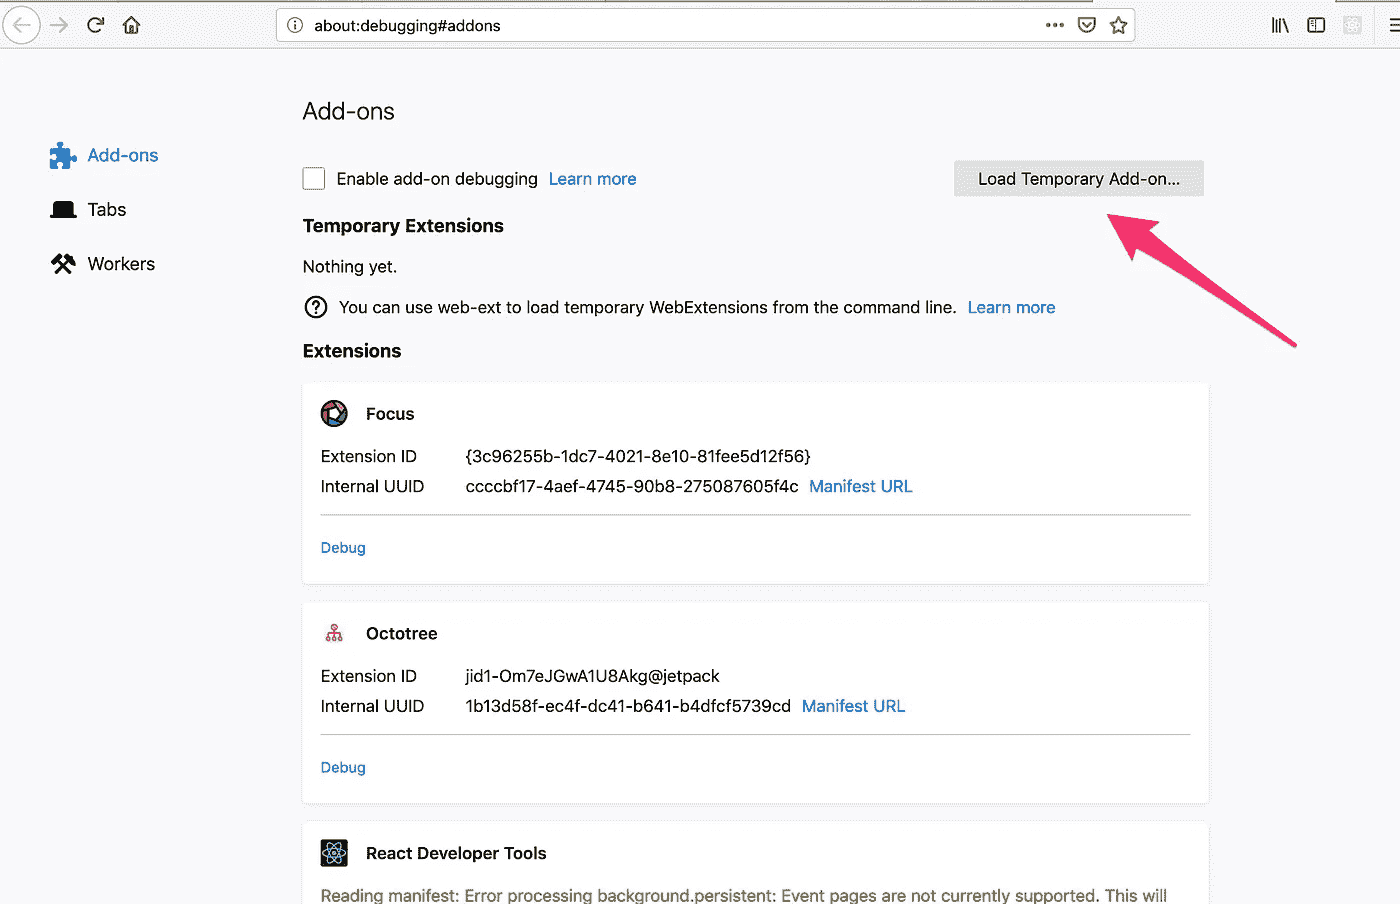 about:debugging#addons
Add-ons
Add-ons
Tabs
Workers
Enable add-on debugging Learn more
Load Temporary Add-on...
Temporary Extensions
Nothing yet.
You can use web-ext to load temporary WebExtensions from the command line. Learn more
Extensions
Focus
Extension ID {3c96255b-1dc7-4021-8e10-81fee5d12f56}
Internal UUID ccccbf17-4aef-4745-90b8-275087605f4c Manifest URL
Debug
Octotree
Extension ID jid1-Om7eJGwA1U8Akg@jetpack
Internal UUID 1b13d58f-ec4f-dc41-b641-b4dfcf5739cd Manifest URL
Debug
React Developer Tools
Reading manifest: Error processing background.persistent: Event pages are not currently supported. This will